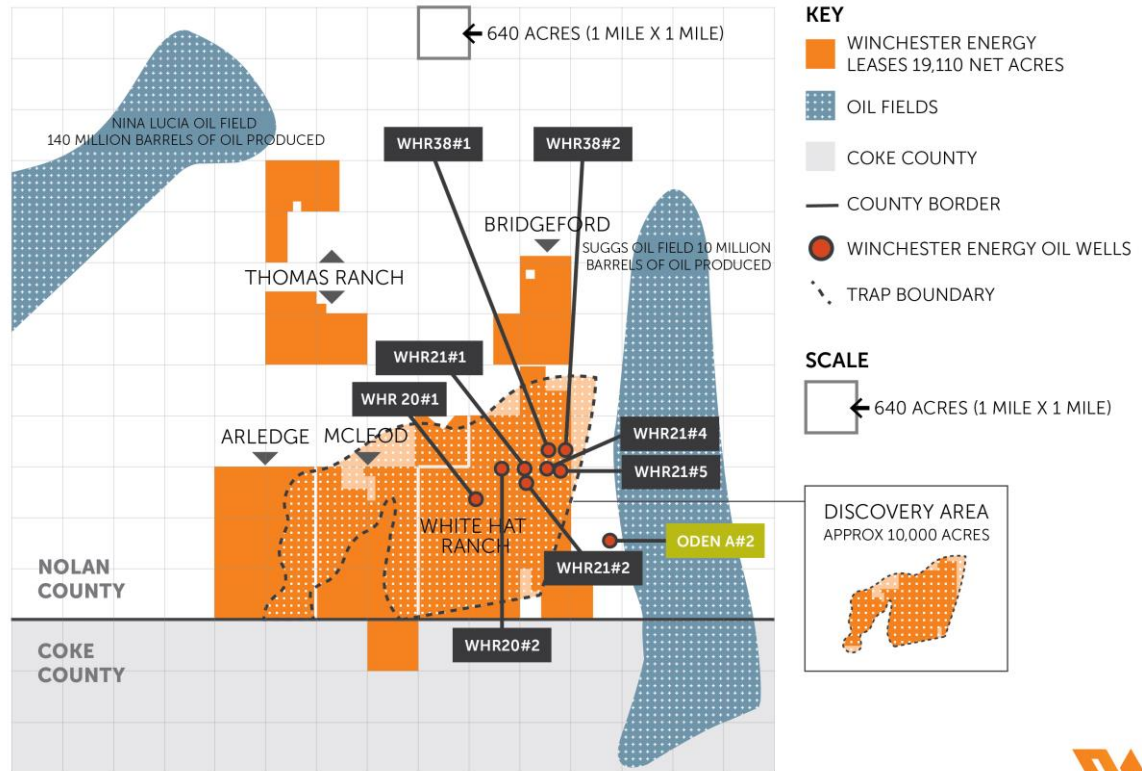 640 ACRES (1 MILE X 1 MILE)
NINA LUCIA OIL FIELD
140 MILLION BARRELS OF OIL PRODUCED
WHR38#1
WHR38#2
BRIDGEFORD
SUGGS OIL FIELD 10 MILLION
BARRELS OF OIL PRODUCED
THOMAS RANCH
WHR21#1
WHR 20#1
ARLEDGE
MCLEOD
WHR21#4
WHR21#5
WHITE HAT
RANCH
ODEN A#2
WHR21#2
WHR20#2
NOLAN
COUNTY
COKE
COUNTY
KEY
WINCHESTER ENERGY
LEASES 19,110 NET ACRES
OIL FIELDS
COKE COUNTY
COUNTY BORDER
WINCHESTER ENERGY OIL WELLS
TRAP BOUNDARY
SCALE
640 ACRES (1 MILE X 1 MILE)
DISCOVERY AREA
APPROX 10,000 ACRES